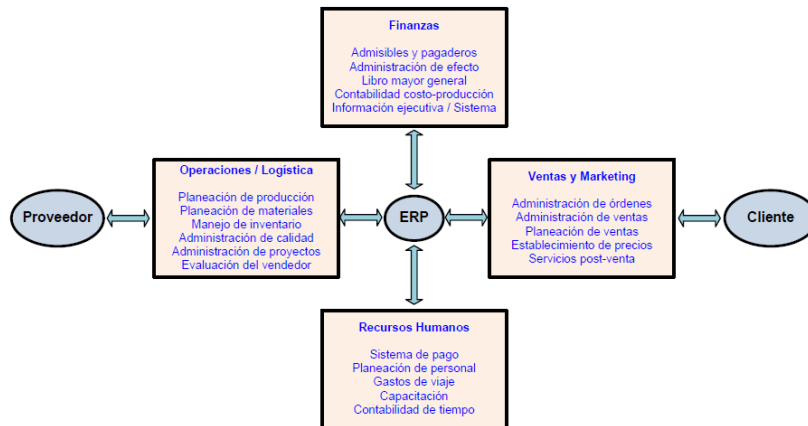 Finanzas
Admisibles y pagaderos
Administración de efecto
Libro mayor general
Contabilidad costo-producción
Información ejecutiva / Sistema
Proveedor
Operaciones / Logística
Planeación de producción
Planeación de materiales
Manejo de inventario
Administración de calidad
Administración de proyectos
Evaluación del vendedor
ERP
Ventas y Marketing
Administración de órdenes
Administración de ventas
Planeación de ventas
Establecimiento de precios
Servicios post-venta
Cliente
Recursos Humanos
Sistema de pago
Planeación de personal
Gastos de viaje
Capacitación
Contabilidad de tiempo